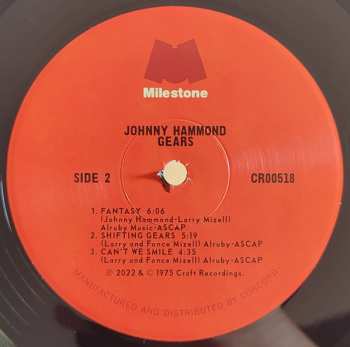 Milestone
JOHNNY HAMMOND
GEARS
SIDE 2 CR00518
1. FANTASY 6:06
(Johnny Hammond-Larry Mizell)
Alruby Music-ASCAP
2. SHIFTING GEARS 5:19
(Larry and Fonce Mizell) Alruby-ASCAP
3. CAN'T WE SMILE 4:35
(Larry and Fonce Mizell) Alruby-ASCAP
℗ 2022 & © 1975 Craft Recordings.
MANUFACTURED AND DISTRIBUTED BY CONCORD